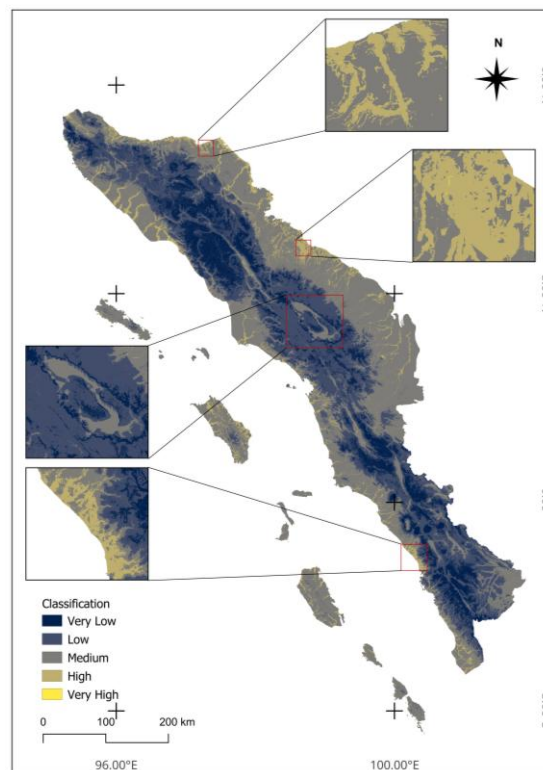 N
Classification
Very Low
Low
Medium
High
Very High
0 100 200 km
96.00°E 100.00°E